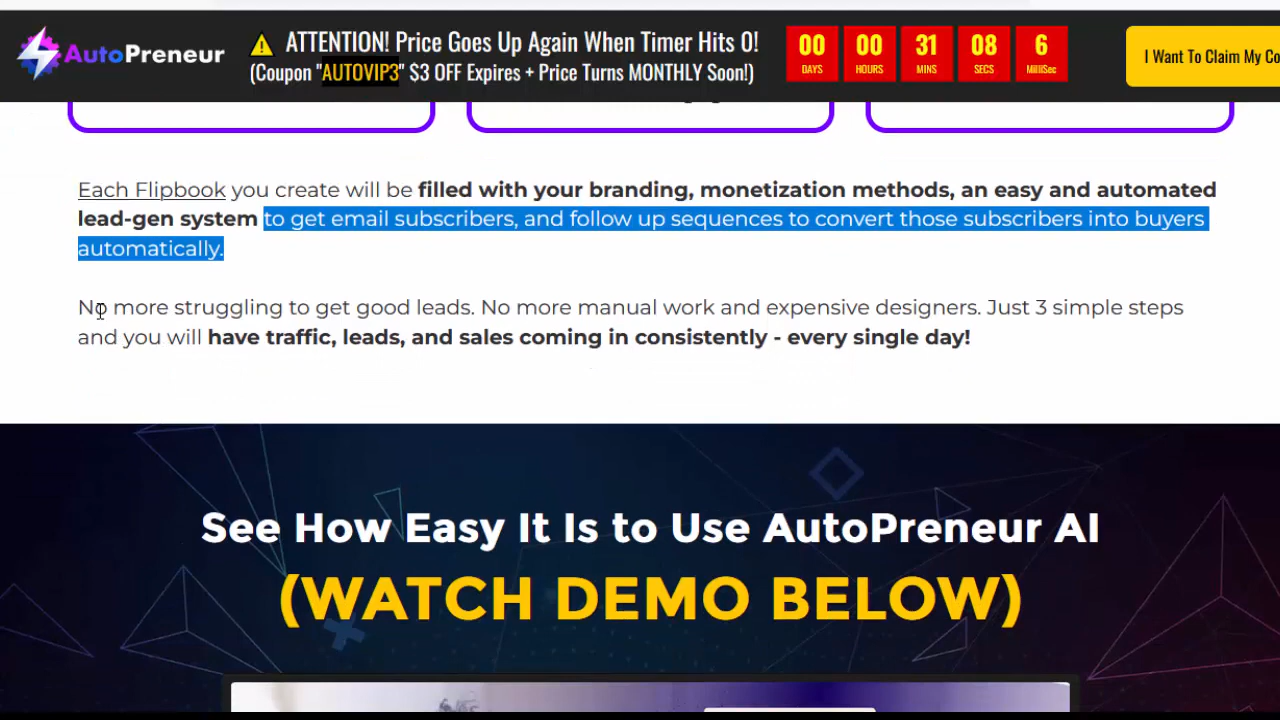 AutoPreneur
ATTENTION! Price Goes Up Again When Timer Hits 0!
(Coupon "AUTOVIP3" $3 OFF Expires + Price Turns MONTHLY Soon!)
00 00 31 08 6
DAYS HOURS MINS SECS MilliSec
I Want To Claim My Co
Each Flipbook you create will be filled with your branding, monetization methods, an easy and automated
lead-gen system to get email subscribers, and follow up sequences to convert those subscribers into buyers
automatically.
No more struggling to get good leads. No more manual work and expensive designers. Just 3 simple steps
and you will have traffic, leads, and sales coming in consistently - every single day!
See How Easy It Is to Use AutoPreneur AI
(WATCH DEMO BELOW)